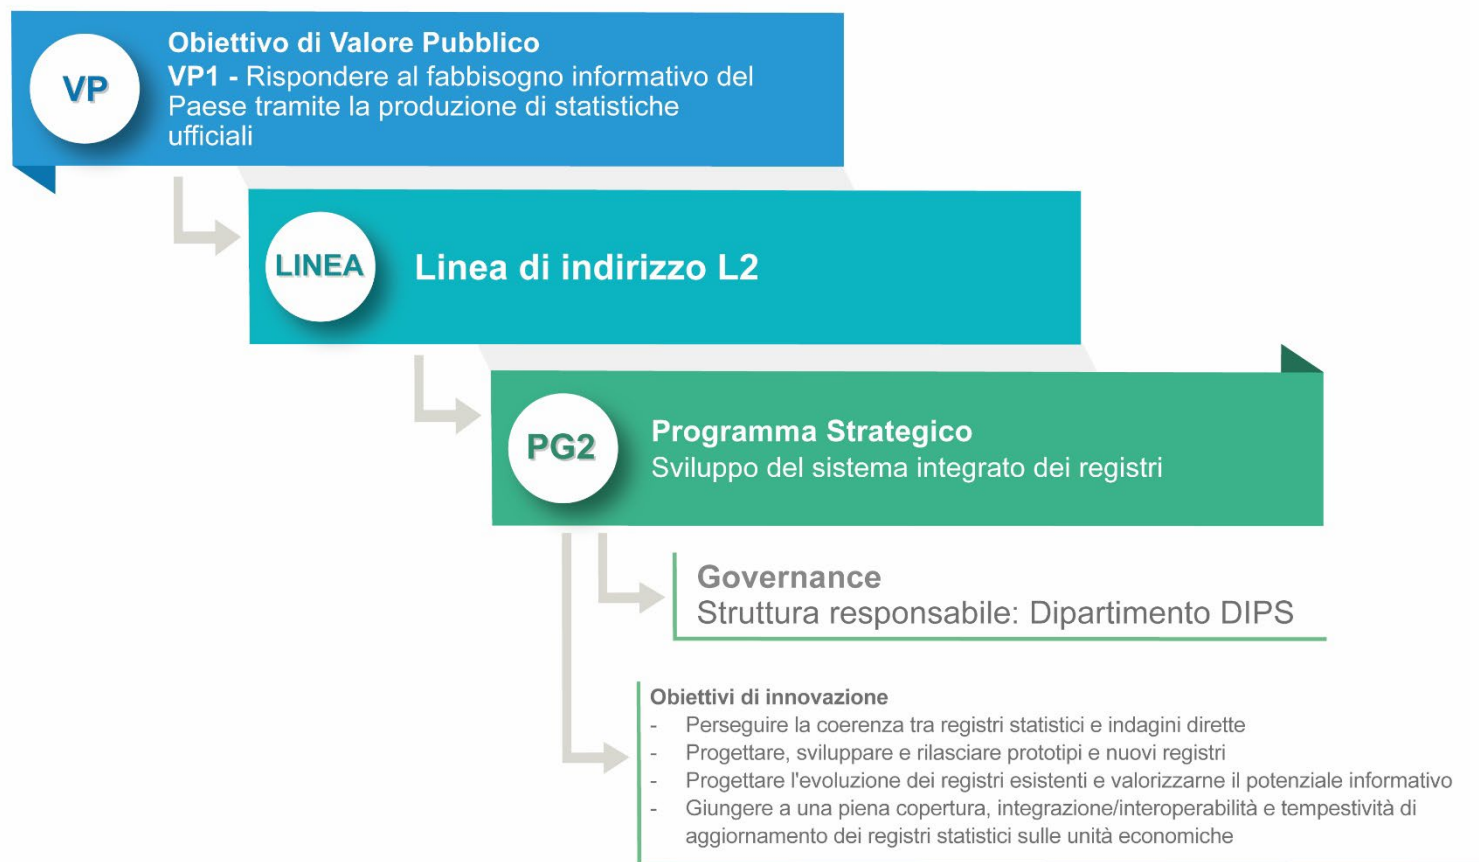 VP
Obiettivo di Valore Pubblico
VP1 - Rispondere al fabbisogno informativo del
Paese tramite la produzione di statistiche
ufficiali
LINEA
Linea di indirizzo L2
PG2
Programma Strategico
Sviluppo del sistema integrato dei registri
Governance
Struttura responsabile: Dipartimento DIPS
Obiettivi di innovazione
- Perseguire la coerenza tra registri statistici e indagini dirette
- Progettare, sviluppare e rilasciare prototipi e nuovi registri
- Progettare l'evoluzione dei registri esistenti e valorizzarne il potenziale informativo
- Giungere a una piena copertura, integrazione/interoperabilità e tempestività di
aggiornamento dei registri statistici sulle unità economiche